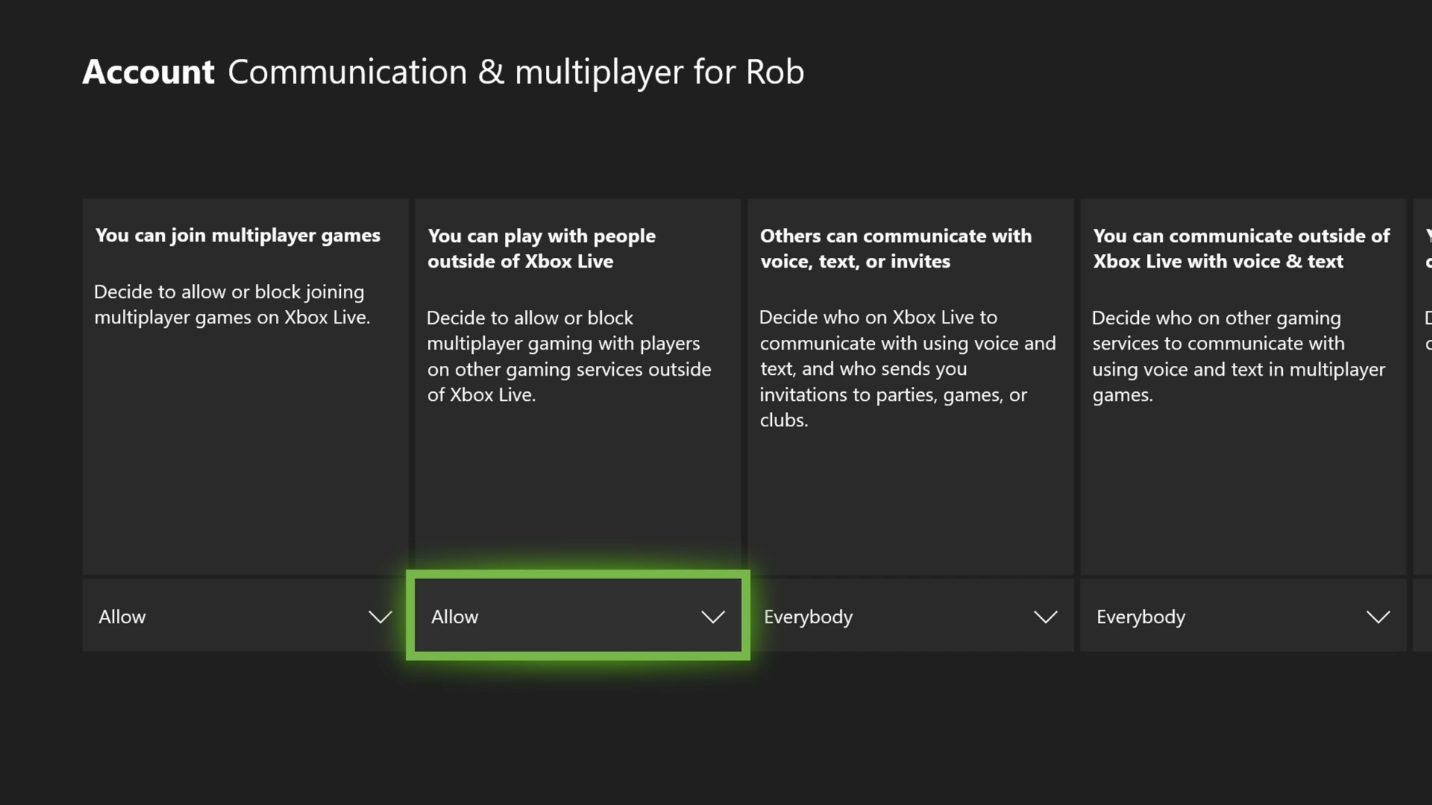 Account Communication & multiplayer for Rob
You can join multiplayer games
Decide to allow or block joining
multiplayer games on Xbox Live.
Allow
You can play with people
outside of Xbox Live
Decide to allow or block
multiplayer gaming with players
on other gaming services outside
of Xbox Live.
Allow
Others can communicate with
voice, text, or invites
Decide who on Xbox Live to
communicate with using voice and
text, and who sends you
invitations to parties, games, or
clubs.
Everybody
You can communicate outside of
Xbox Live with voice & text
Decide who on other gaming
services to communicate with
using voice and text in multiplayer
games.
Everybody